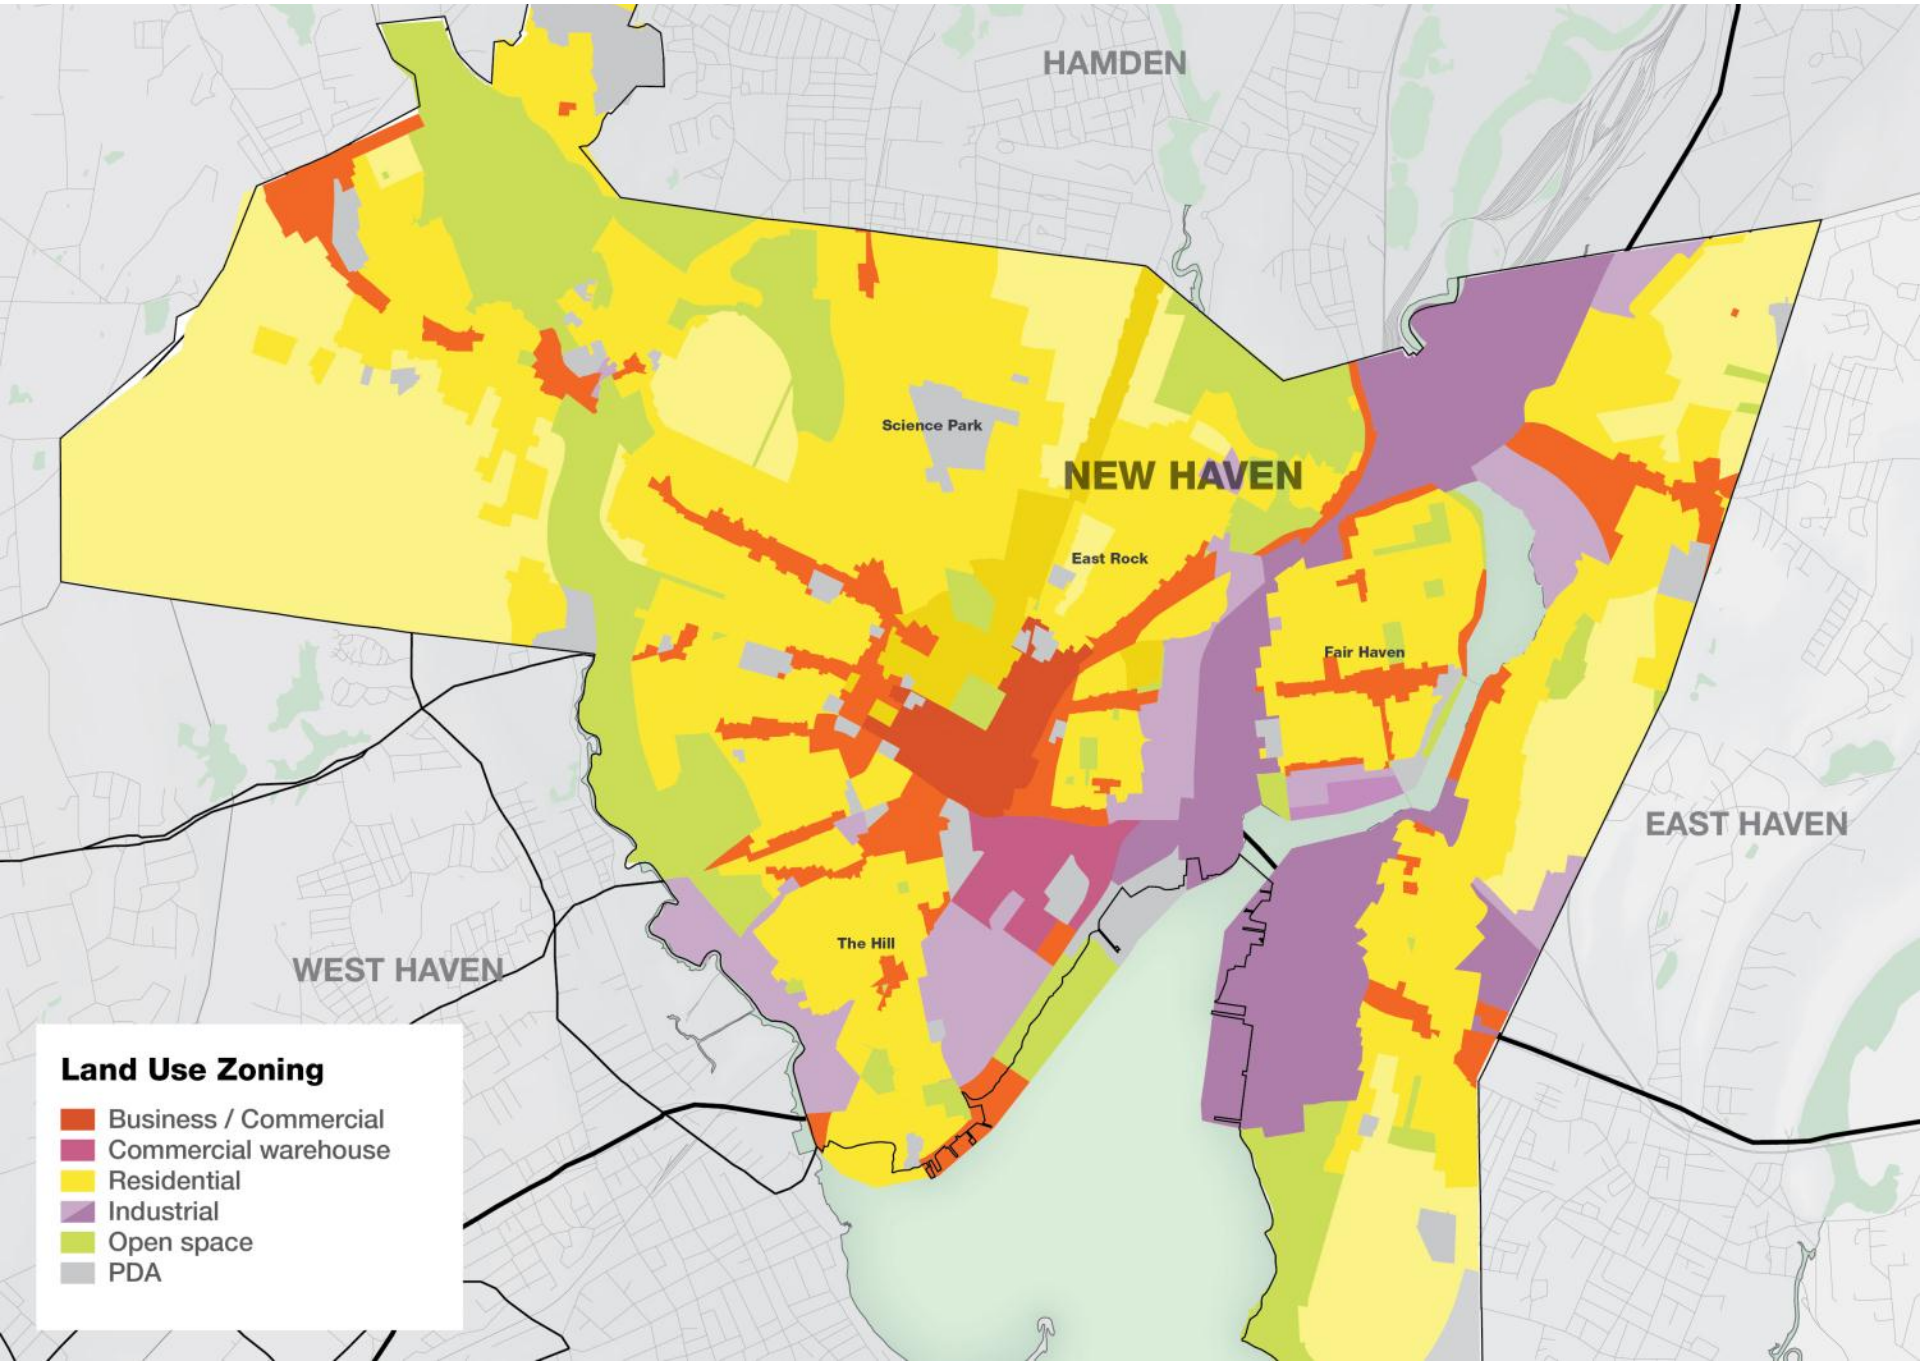 HAMDEN
Science Park
NEW HAVEN
East Rock
Fair Haven
EAST HAVEN
The Hill
WEST HAVEN
Land Use Zoning
Business / Commercial
Commercial warehouse
Residential
Industrial
Open space
PDA